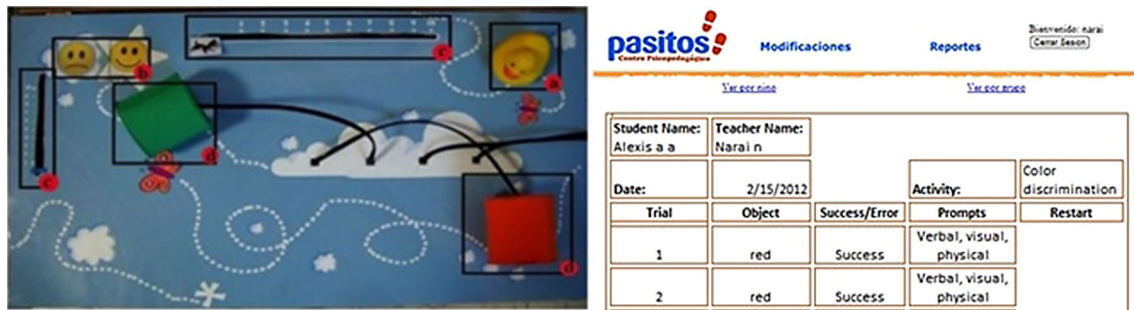 b
c
a
c
d
d
pasitos
Centro Psicopedagógico
Modificaciones
Reportes
Bienvenido: narai
Cerrar Sesion
Ver por nino
Ver por grupo
Student Name:
Alexis a a
Teacher Name:
Narai n
Date:
2/15/2012
Activity:
Color
discrimination
Trial
Object
Success/Error
Prompts
Restart
1
red
Success
Verbal, visual,
physical
2
red
Success
Verbal, visual,
physical